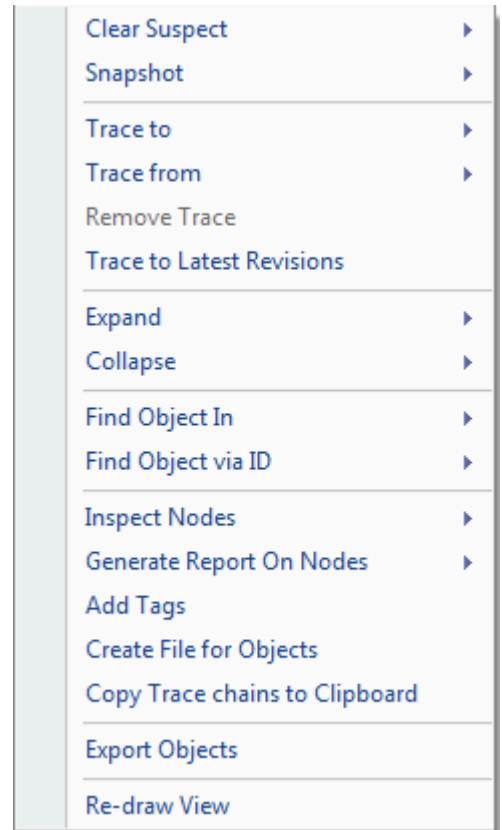 Clear Suspect
Snapshot
Trace to
Trace from
Remove Trace
Trace to Latest Revisions
Expand
Collapse
Find Object In
Find Object via ID
Inspect Nodes
Generate Report On Nodes
Add Tags
Create File for Objects
Copy Trace chains to Clipboard
Export Objects
Re-draw View